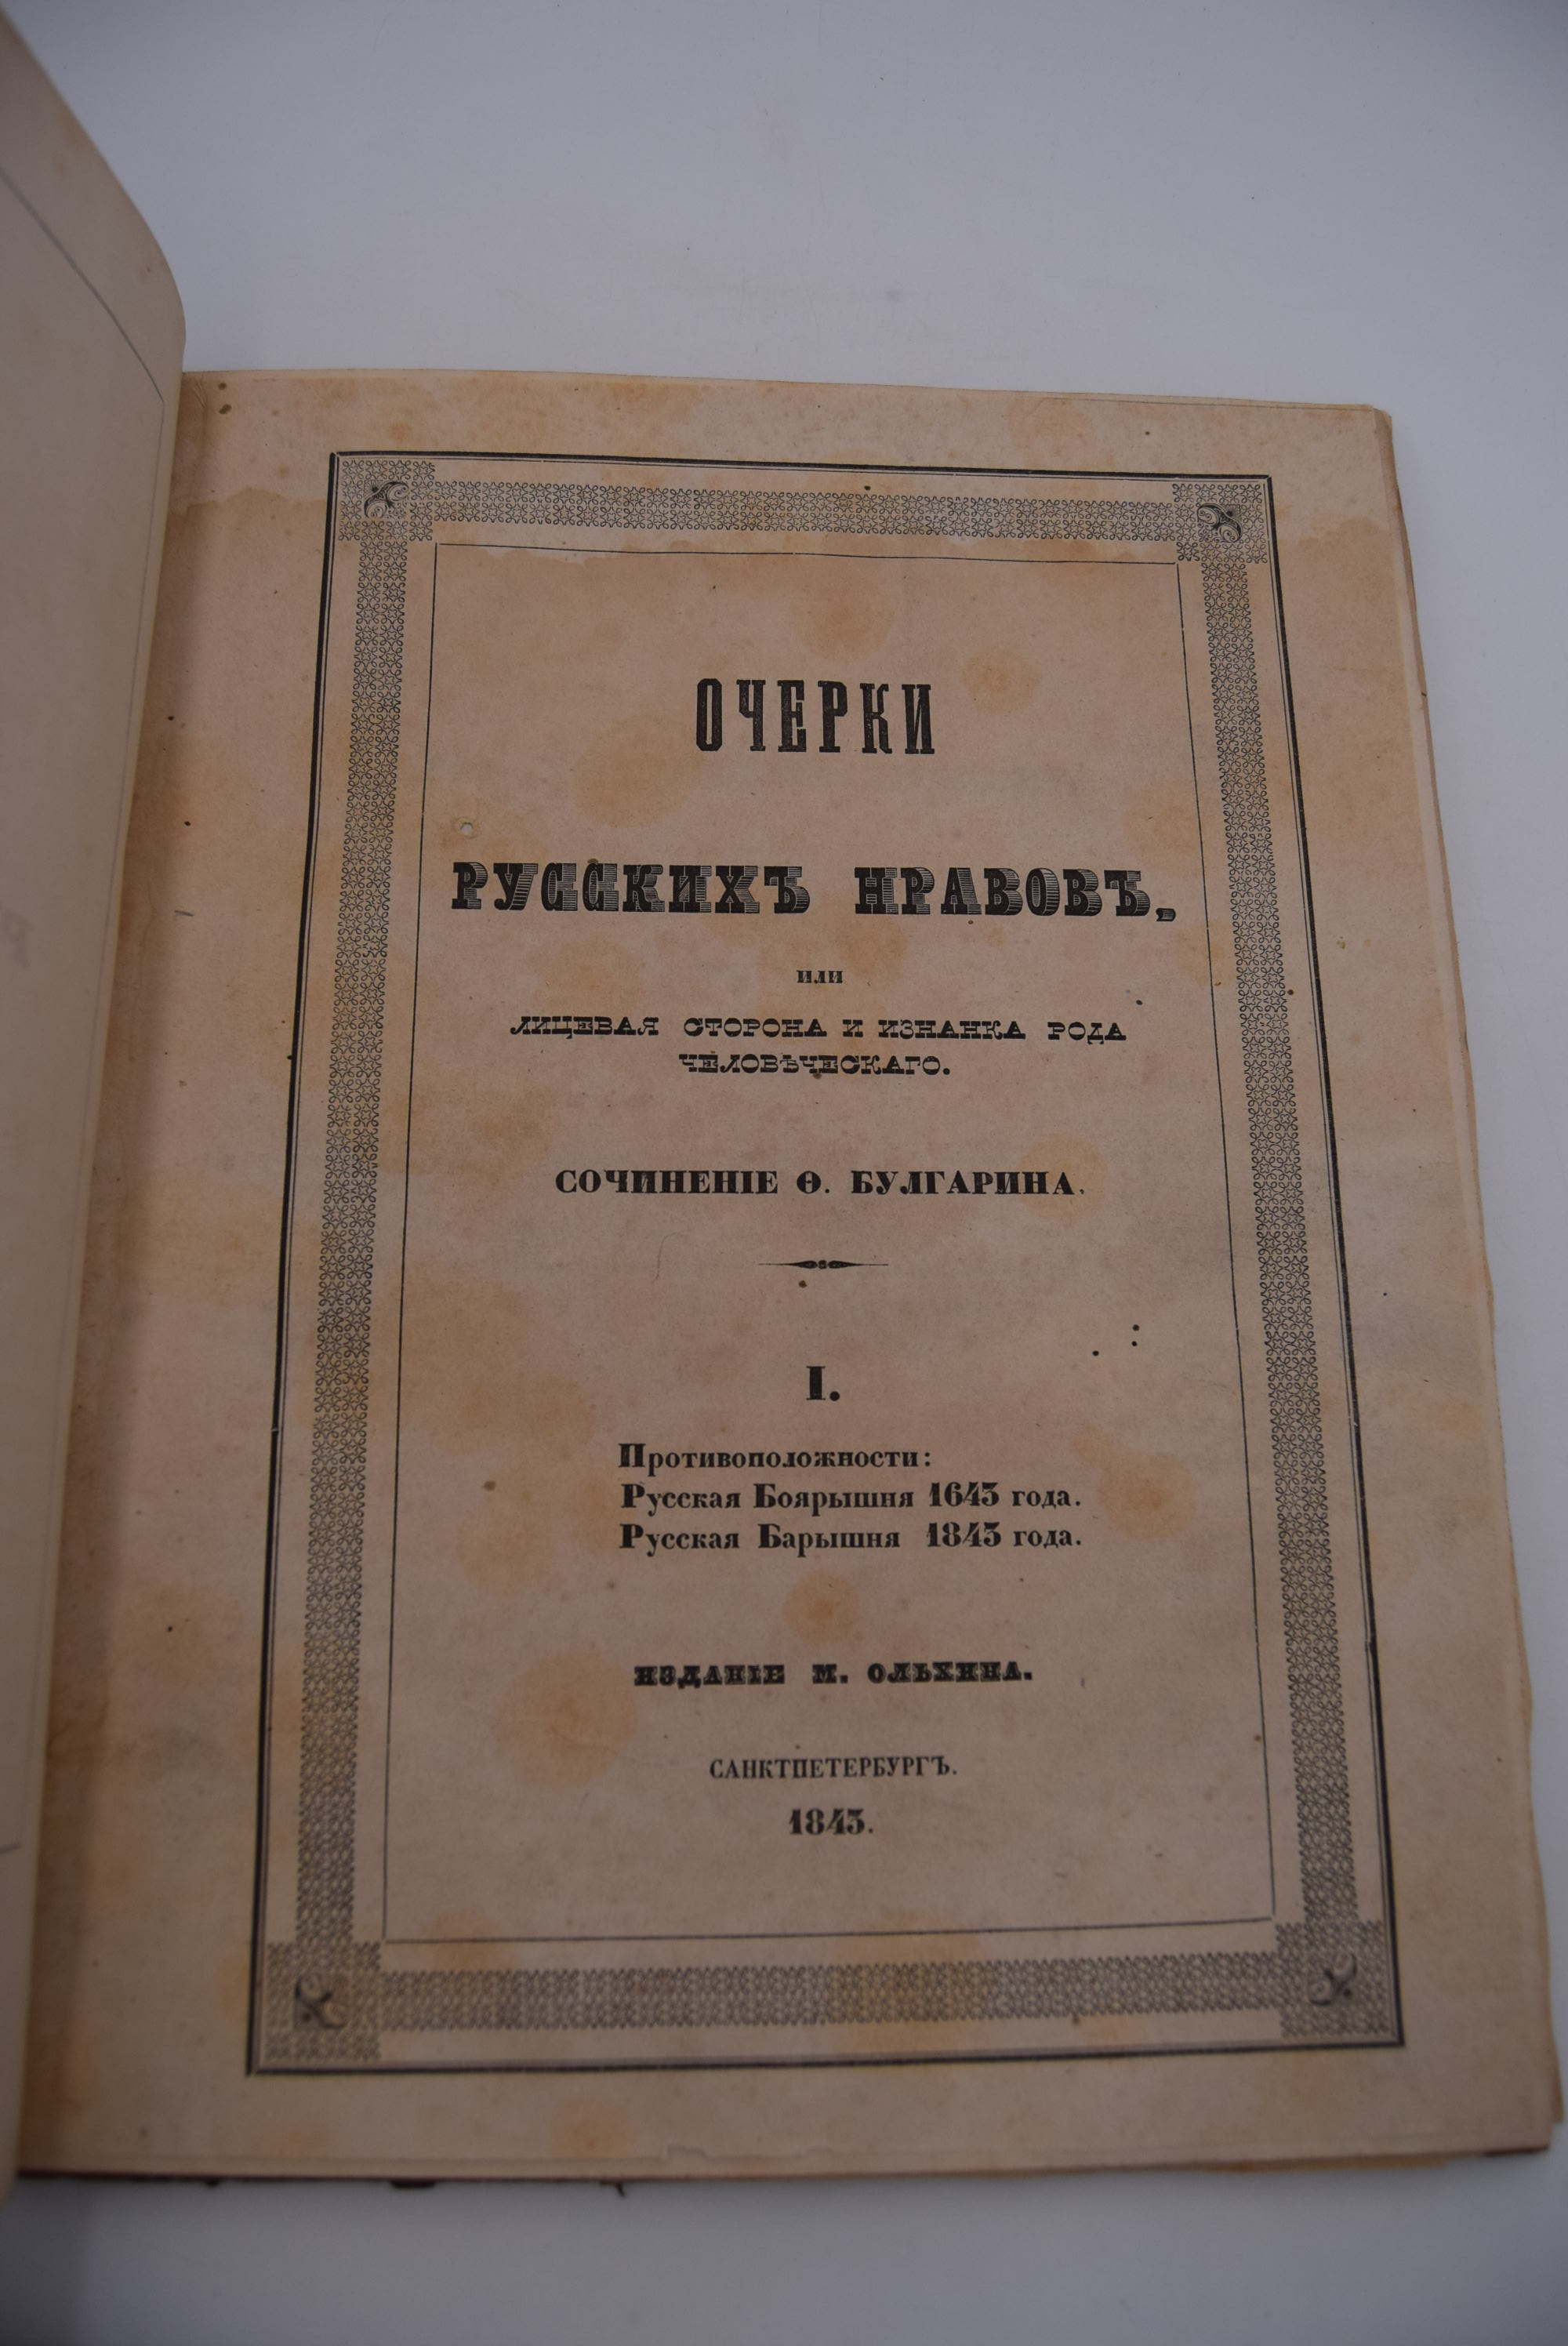 ОЧЕРКИ
РУССКИХЪ НРАВОВЪ,
или
ЛИЦЕВАЯ СТОРОНА И ИЗНАНКА РОДА
ЧЕЛОВѢЧЕСКАГО.
СОЧИНЕНІЕ Ѳ. БУЛГАРИНА.
I.
Противоположности:
Русская Боярышня 1643 года.
Русская Барышня 1843 года.
ИЗДАНІЕ М. ОЛЬХИНА.
САНКТПЕТЕРБУРГЪ.
1843.